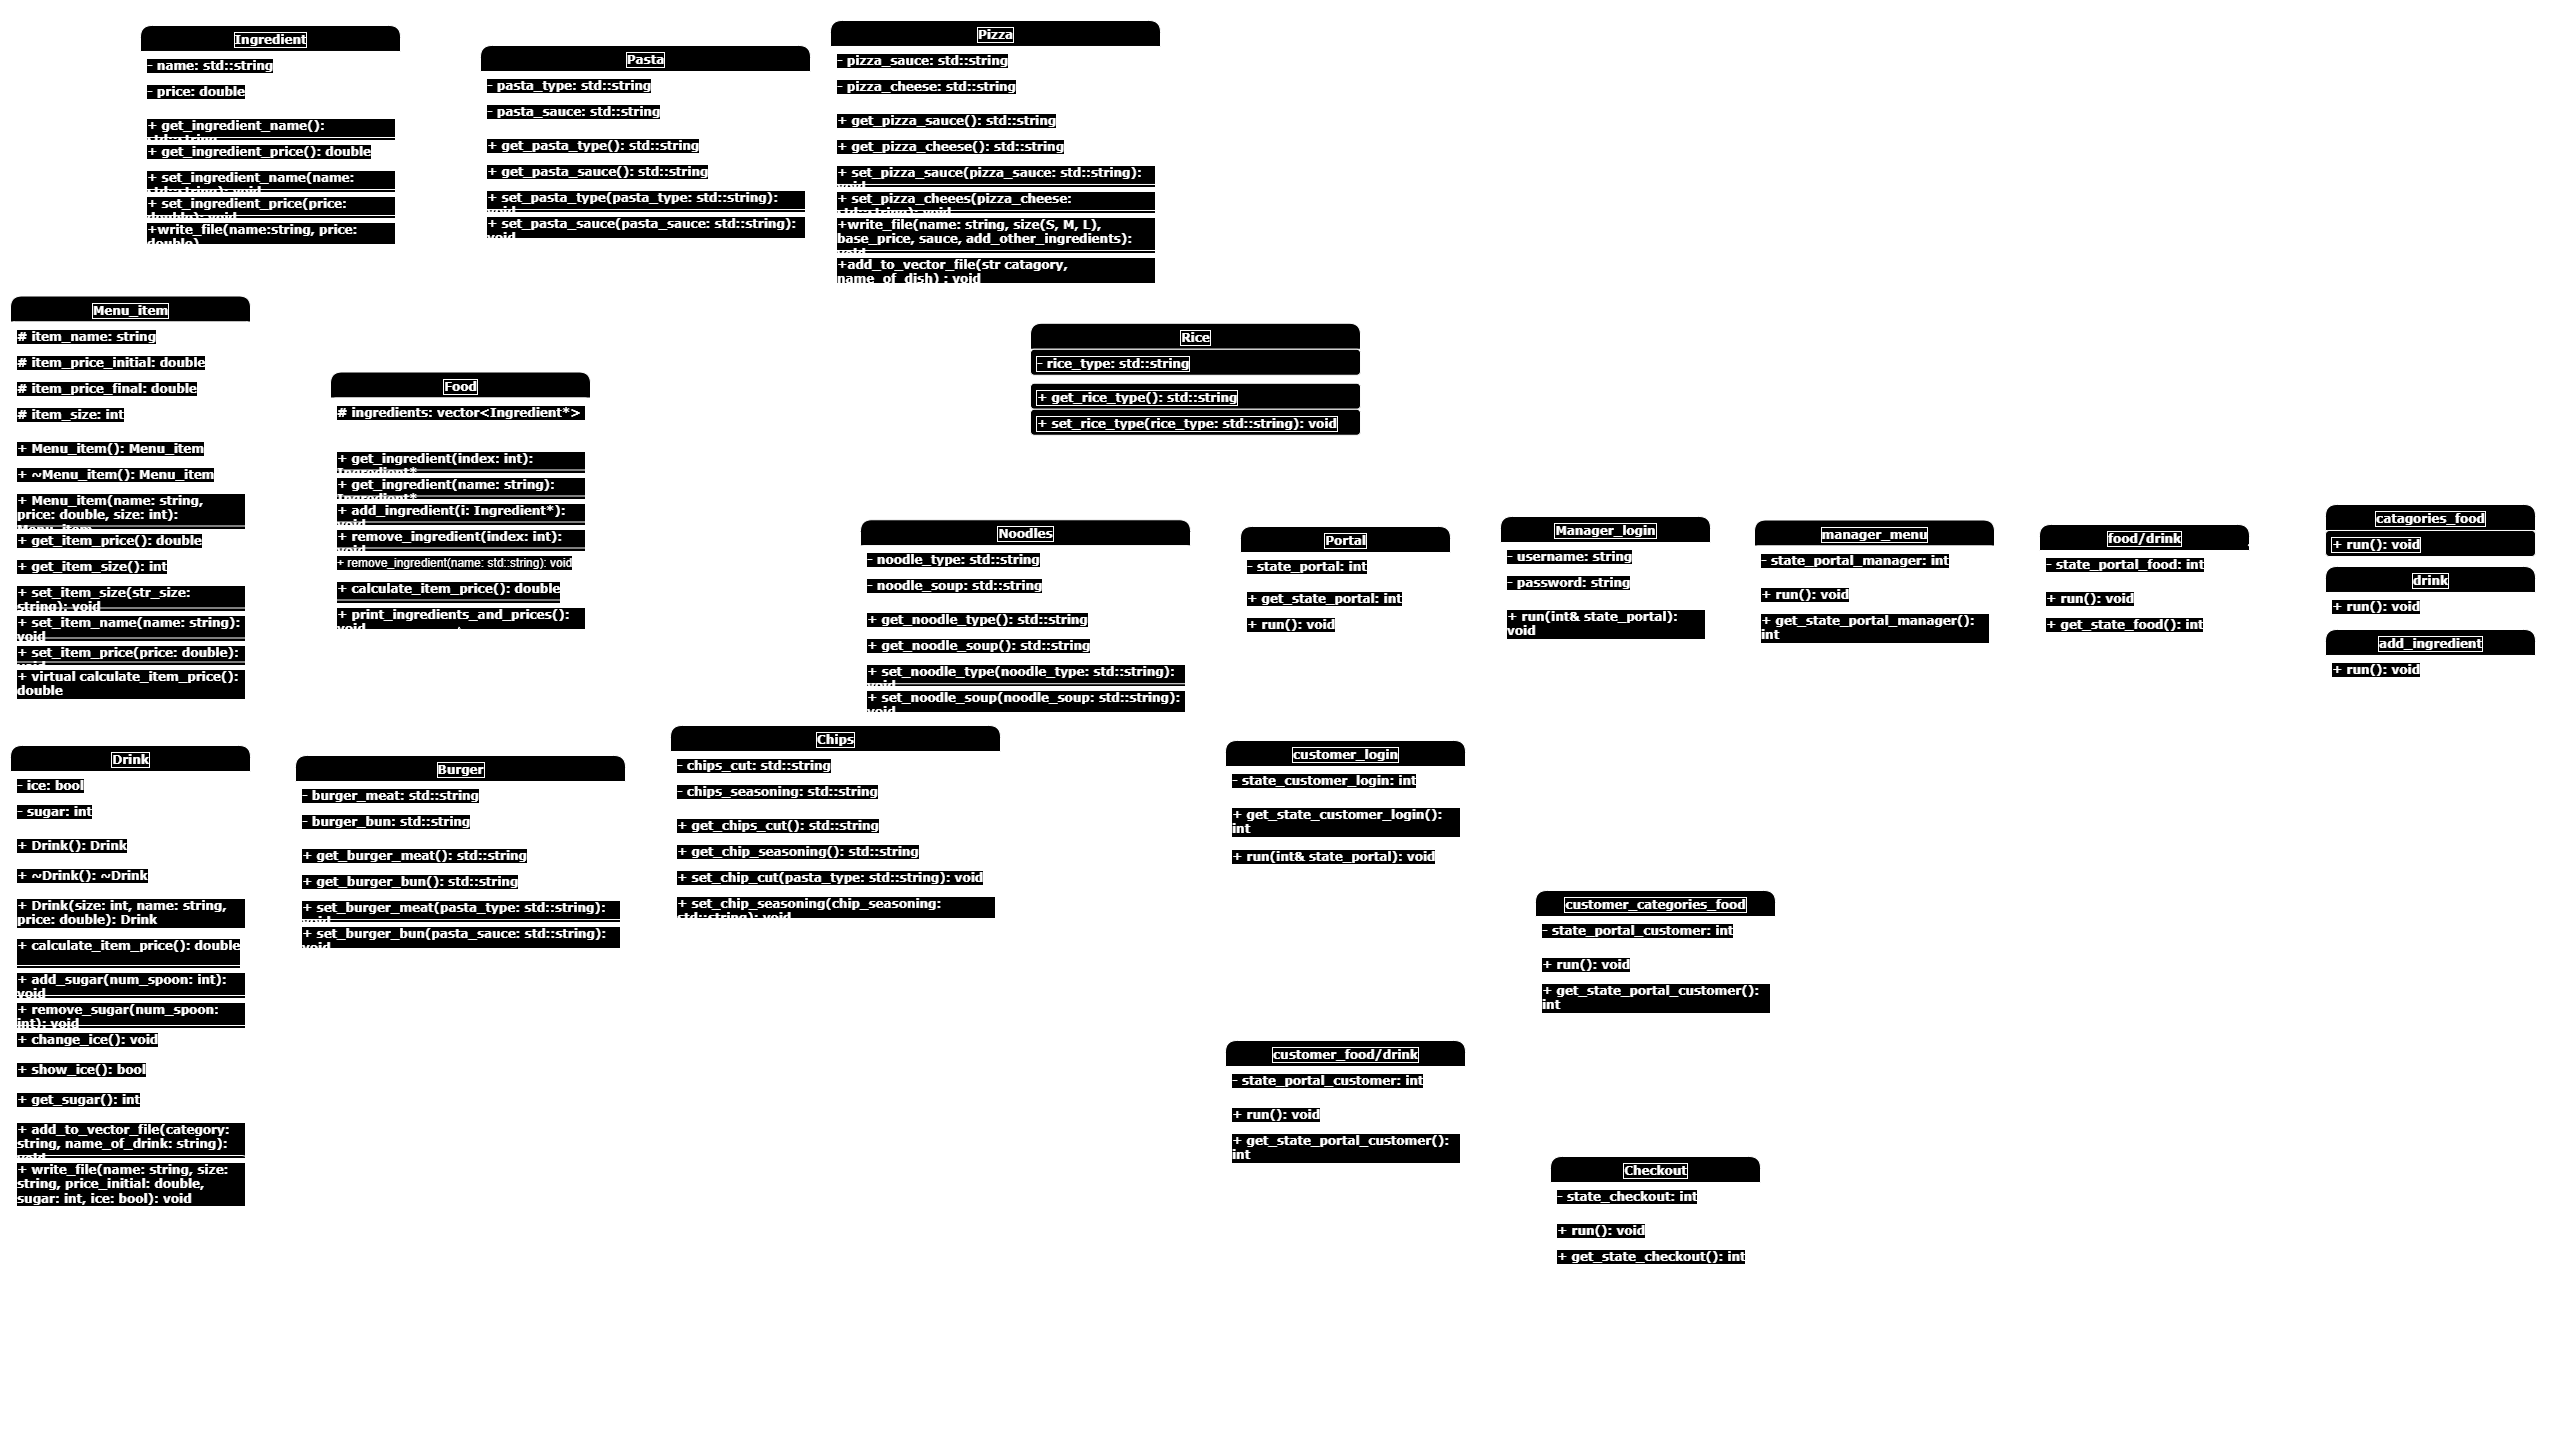 Ingredient
- name: std::string
- price: double
+ get_ingredient_name():
std::string
+ get_ingredient_price(): double
+ set_ingredient_name(name:
std::string): void
+ set_ingredient_price(price:
double): void
+write_file(name:string, price:
double)
Pasta
- pasta_type: std::string
- pasta_sauce: std::string
+ get_pasta_type(): std::string
+ get_pasta_sauce(): std::string
+ set_pasta_type(pasta_type: std::string):
void
+ set_pasta_sauce(pasta_sauce: std::string):
void
Pizza
- pizza_sauce: std::string
- pizza_cheese: std::string
+ get_pizza_sauce(): std::string
+ get_pizza_cheese(): std::string
+ set_pizza_sauce(pizza_sauce: std::string):
void
+ set_pizza_cheees(pizza_cheese:
std::string): void
+write_file(name: string, size(S, M, L),
base_price, sauce, add_other_ingredients):
void
+add_to_vector_file(str catagory,
name_of_dish) : void
Menu_item
# item_name: string
# item_price_initial: double
# item_price_final: double
# item_size: int
+ Menu_item(): Menu_item
+ ~Menu_item(): Menu_item
+ Menu_item(name: string,
price: double, size: int):
Menu_item
+ get_item_price(): double
+ get_item_size(): int
+ set_item_size(str_size:
string): void
+ set_item_name(name: string):
void
+ set_item_price(price: double):
void
+ virtual calculate_item_price():
double
Food
# ingredients: vector<Ingredient*>
+ get_ingredient(index: int):
Ingredient*
+ get_ingredient(name: string):
Ingredient*
+ add_ingredient(i: Ingredient*):
void
+ remove_ingredient(index: int):
void
+ remove_ingredient(name: std::string): void
+ calculate_item_price(): double
+ print_ingredients_and_prices():
void
Rice
- rice_type: std::string
+ get_rice_type(): std::string
+ set_rice_type(rice_type: std::string): void
Noodles
- noodle_type: std::string
- noodle_soup: std::string
+ get_noodle_type(): std::string
+ get_noodle_soup(): std::string
+ set_noodle_type(noodle_type: std::string):
void
+ set_noodle_soup(noodle_soup: std::string):
void
Portal
- state_portal: int
+ get_state_portal: int
+ run(): void
Manager_login
- username: string
- password: string
+ run(int& state_portal):
void
manager_menu
- state_portal_manager: int
+ run(): void
+ get_state_portal_manager():
int
food/drink
- state_portal_food: int
+ run(): void
+ get_state_food(): int
catagories_food
+ run(): void
drink
+ run(): void
add_ingredient
+ run(): void
Drink
- ice: bool
- sugar: int
+ Drink(): Drink
+ ~Drink(): ~Drink
+ Drink(size: int, name: string,
price: double): Drink
+ calculate_item_price(): double
+ add_sugar(num_spoon: int):
void
+ remove_sugar(num_spoon:
int): void
+ change_ice(): void
+ show_ice(): bool
+ get_sugar(): int
+ add_to_vector_file(category:
string, name_of_drink: string):
void
+ write_file(name: string, size:
string, price_initial: double,
sugar: int, ice: bool): void
Burger
- burger_meat: std::string
- burger_bun: std::string
+ get_burger_meat(): std::string
+ get_burger_bun(): std::string
+ set_burger_meat(pasta_type: std::string):
void
+ set_burger_bun(pasta_sauce: std::string):
void
Chips
- chips_cut: std::string
- chips_seasoning: std::string
+ get_chips_cut(): std::string
+ get_chip_seasoning(): std::string
+ set_chip_cut(pasta_type: std::string): void
+ set_chip_seasoning(chip_seasoning:
std::string): void
customer_login
- state_customer_login: int
+ get_state_customer_login():
int
+ run(int& state_portal): void
customer_categories_food
- state_portal_customer: int
+ run(): void
+ get_state_portal_customer():
int
customer_food/drink
- state_portal_customer: int
+ run(): void
+ get_state_portal_customer():
int
Checkout
- state_checkout: int
+ run(): void
+ get_state_checkout(): int